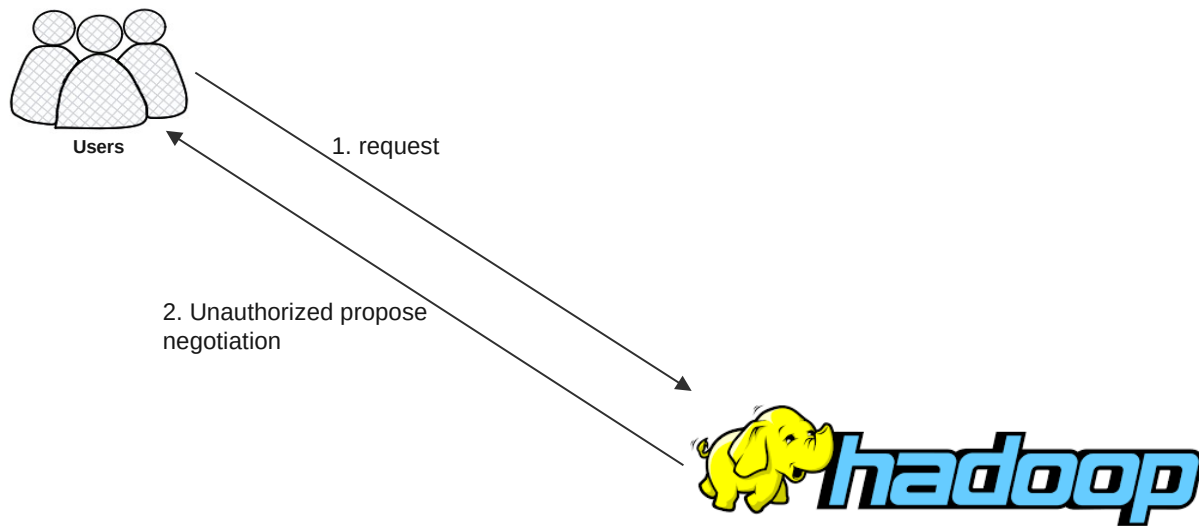 Users
1. request
2. Unauthorized propose
negotiation
hadoop